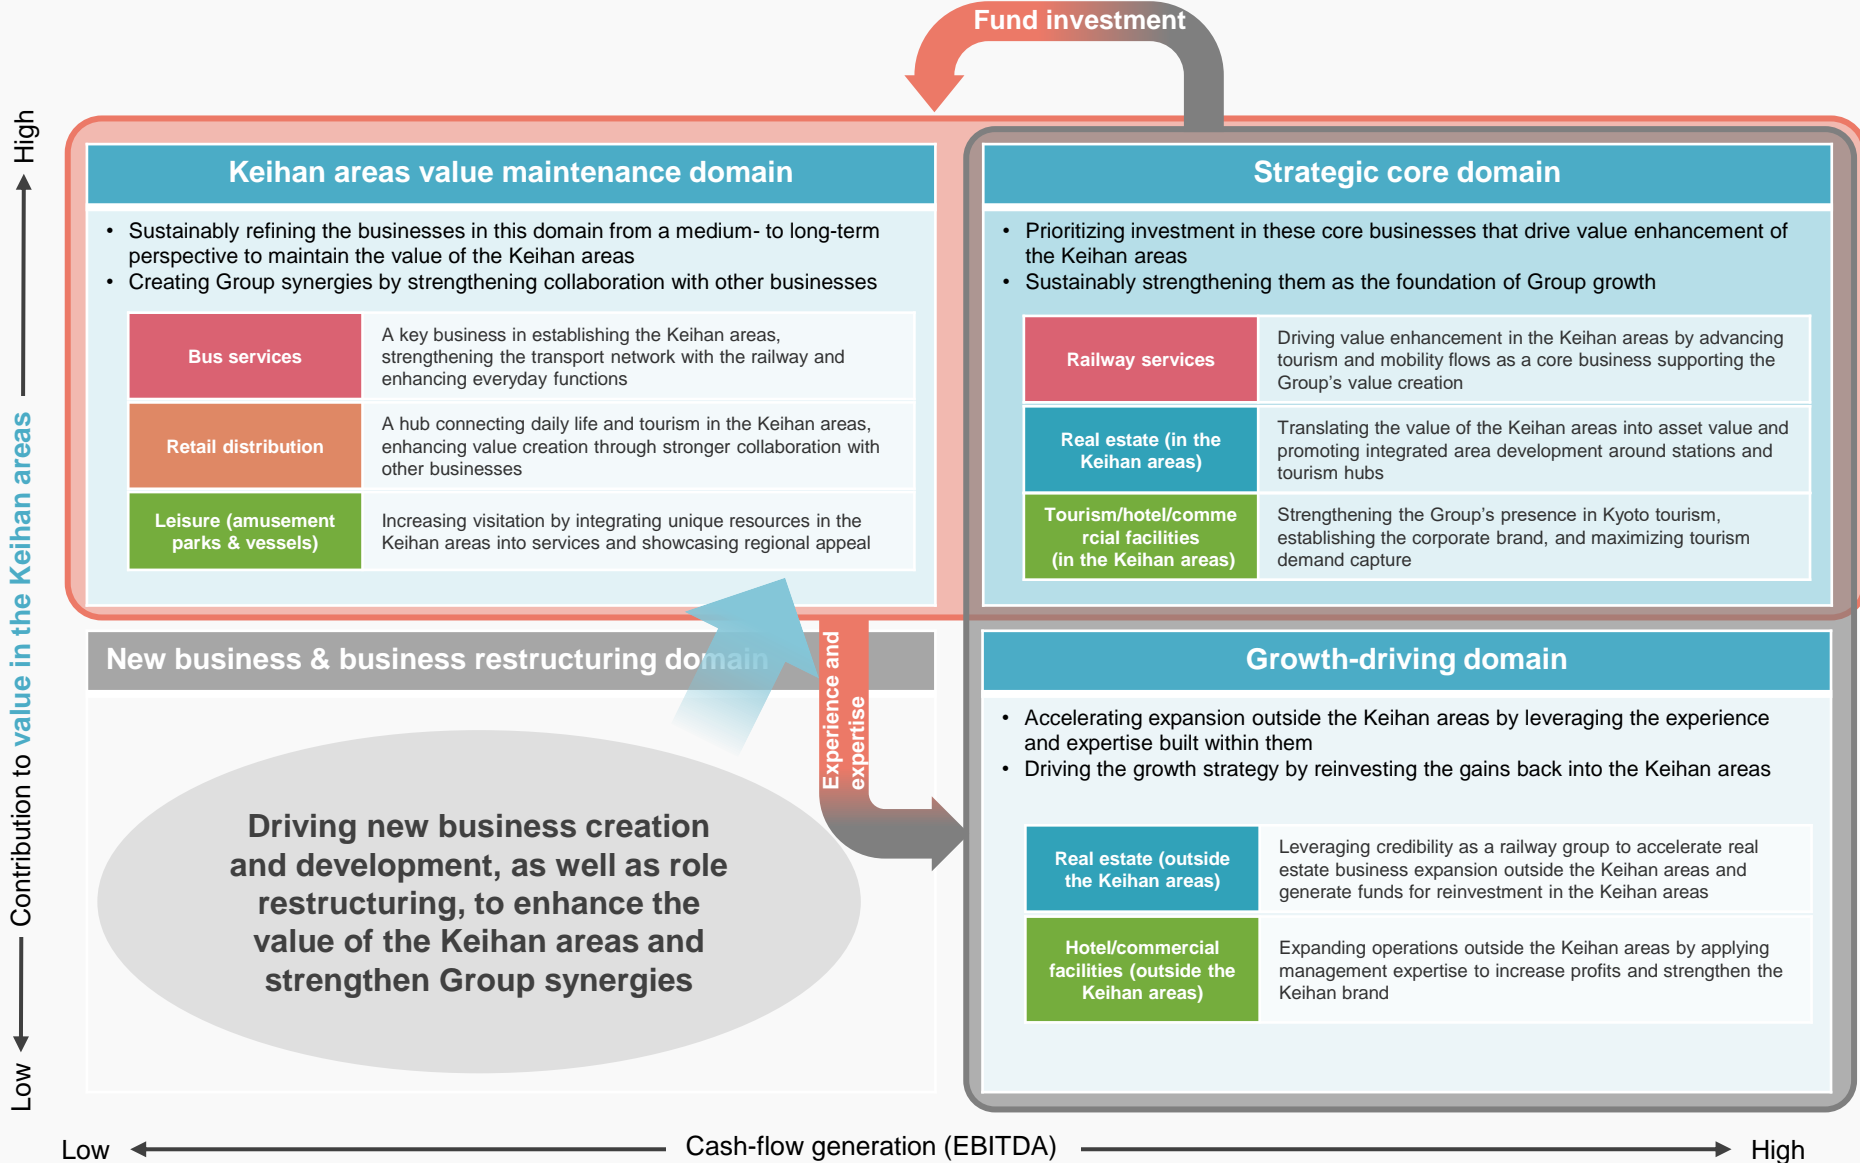 Fund investment
High
Contribution to value in the Keihan areas
Low
Keihan areas value maintenance domain
• Sustainably refining the businesses in this domain from a medium- to long-term
perspective to maintain the value of the Keihan areas
• Creating Group synergies by strengthening collaboration with other businesses
Bus services
A key business in establishing the Keihan areas,
strengthening the transport network with the railway and
enhancing everyday functions
Retail distribution
A hub connecting daily life and tourism in the Keihan areas,
enhancing value creation through stronger collaboration with
other businesses
Leisure (amusement
parks & vessels)
Increasing visitation by integrating unique resources in the
Keihan areas into services and showcasing regional appeal
Strategic core domain
• Prioritizing investment in these core businesses that drive value enhancement of
the Keihan areas
• Sustainably strengthening them as the foundation of Group growth
Railway services
Driving value enhancement in the Keihan areas by advancing
tourism and mobility flows as a core business supporting the
Group’s value creation
Real estate (in the
Keihan areas)
Translating the value of the Keihan areas into asset value and
promoting integrated area development around stations and
tourism hubs
Tourism/hotel/comme
rcial facilities
(in the Keihan areas)
Strengthening the Group’s presence in Kyoto tourism,
establishing the corporate brand, and maximizing tourism
demand capture
New business & business restructuring domain
Driving new business creation
and development, as well as role
restructuring, to enhance the
value of the Keihan areas and
strengthen Group synergies
Experience and
expertise
Growth-driving domain
• Accelerating expansion outside the Keihan areas by leveraging the experience
and expertise built within them
• Driving the growth strategy by reinvesting the gains back into the Keihan areas
Real estate (outside
the Keihan areas)
Leveraging credibility as a railway group to accelerate real
estate business expansion outside the Keihan areas and
generate funds for reinvestment in the Keihan areas
Hotel/commercial
facilities (outside the
Keihan areas)
Expanding operations outside the Keihan areas by applying
management expertise to increase profits and strengthen the
Keihan brand
Low
Cash-flow generation (EBITDA)
High